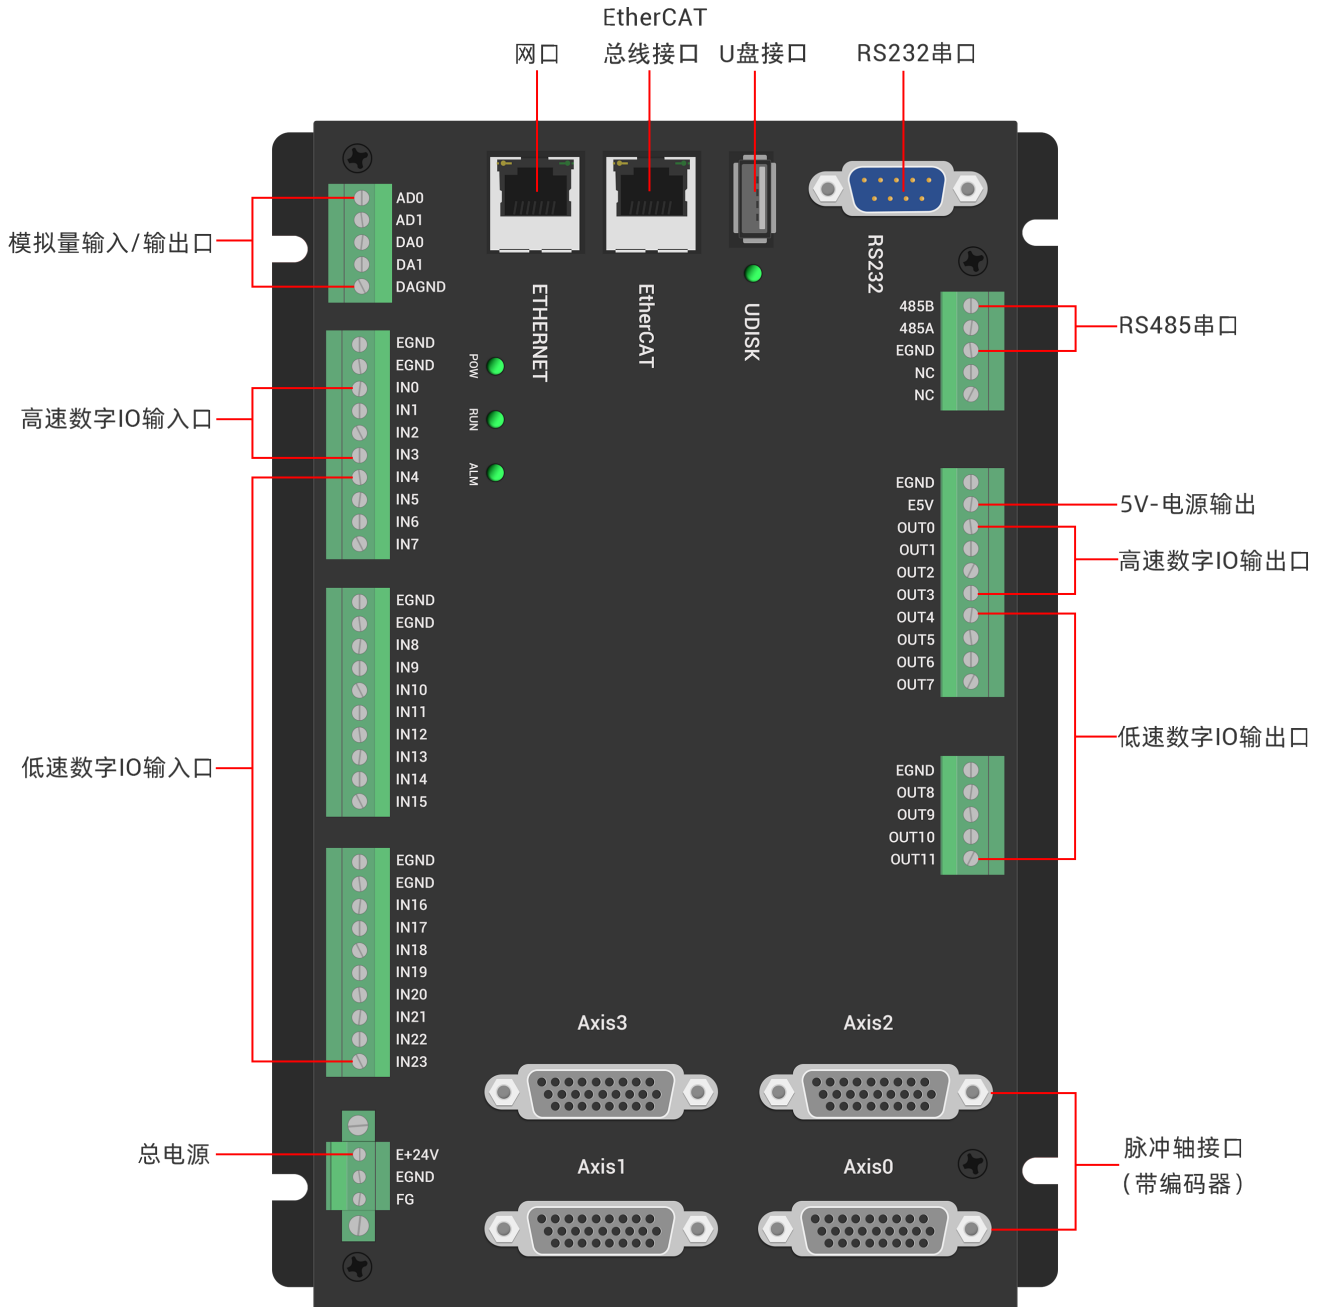 EtherCAT
网口
总线接口
U盘接口
RS232串口
模拟量输入/输出口
AD0
AD1
DA0
DA1
DAGND
ETHERNET
EtherCAT
UDISK
RS232
485B
485A
EGND
NC
NC
RS485串口
高速数字IO输入口
EGND
EGND
IN0
IN1
IN2
IN3
IN4
IN5
IN6
IN7
POW
RUN
ALM
EGND
E5V
OUT0
OUT1
OUT2
OUT3
OUT4
OUT5
OUT6
OUT7
5V-电源输出
高速数字IO输出口
低速数字IO输入口
EGND
EGND
IN8
IN9
IN10
IN11
IN12
IN13
IN14
IN15
低速数字IO输出口
EGND
OUT8
OUT9
OUT10
OUT11
EGND
EGND
IN16
IN17
IN18
IN19
IN20
IN21
IN22
IN23
Axis3
Axis2
总电源
E+24V
EGND
FG
Axis1
Axis0
脉冲轴接口
（带编码器）